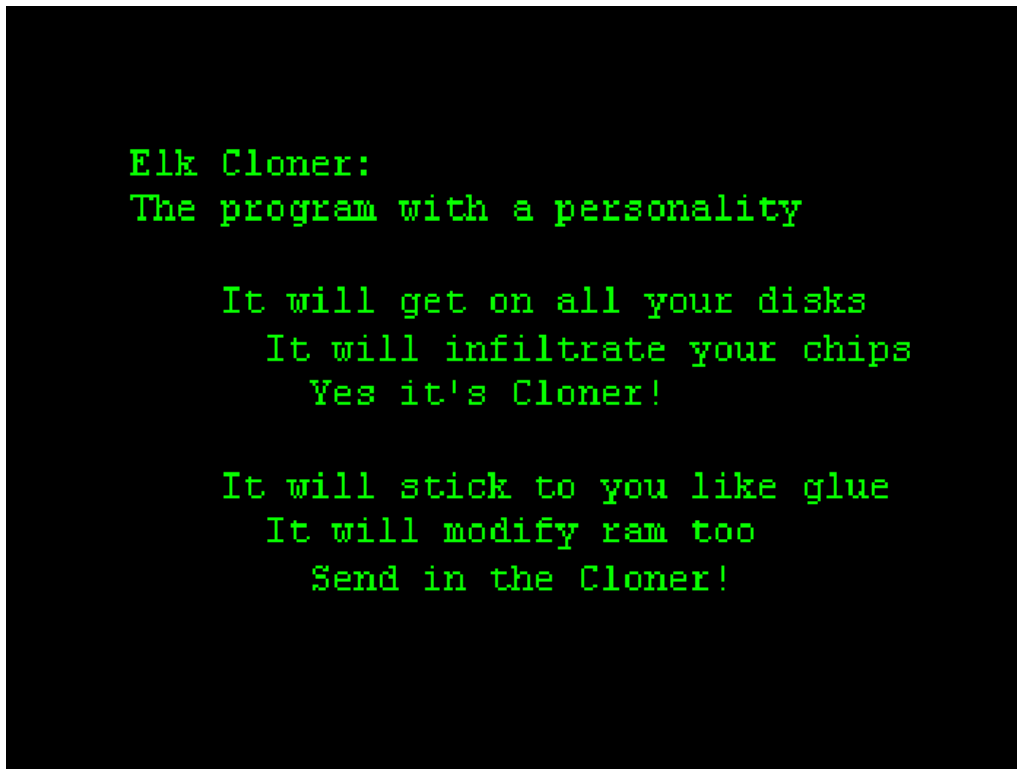 Elk Cloner:
The program with a personality
It will get on all your disks
It will infiltrate your chips
Yes it's Cloner!
It will stick to you like glue
It will modify ram too
Send in the Cloner!